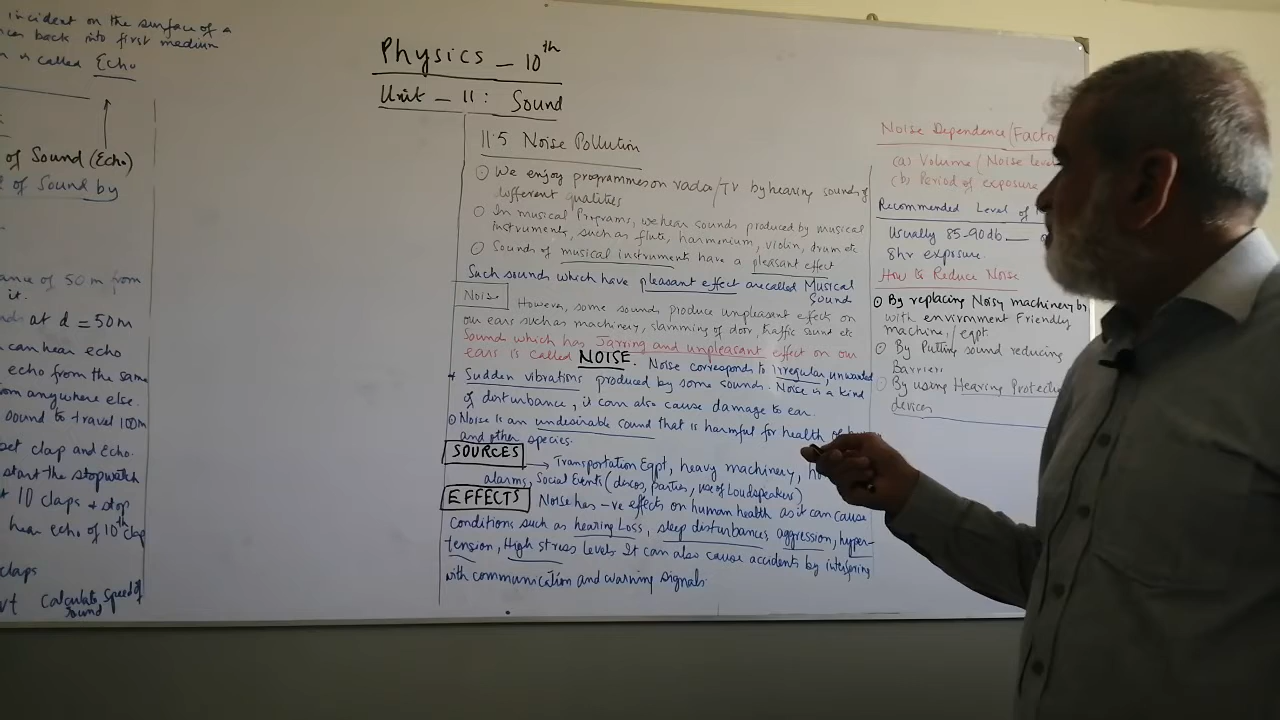 incident on the surface of a
back into first medium
is called Echo
of Sound (Echo)
of Sound by
ance of 50 m from
it.
at d = 50m
can hear echo
echo from the same
anywhere else.
sound to travel 100m
clap and Echo.
start the stopwatch
10 claps & stop
hear echo of 10th clap
claps
vt Calculate speed of
sound
Physics - 10th
Unit - 11: Sound
11.5 Noise Pollution
We enjoy programmes on radio/TV by hearing sounds of
different qualities
In musical Programs, we hear sounds produced by musical
instruments, such as flute, harmonium, violin, drum etc
Sounds of musical instruments have a pleasant effect
Such sounds which have pleasant effect are called Musical
Sound
Noise
However, some sounds produce unpleasant effect on
our ears such as machinery, slamming of door, traffic sound etc
Sound which has Jarring and unpleasant effect on our
ears is called NOISE. Noise corresponds to irregular, unwanted
+ Sudden vibrations produced by some sounds. Noise is a kind
of disturbance, it can also cause damage to ear.
Noise is an undesirable sound that is harmful for health of
and other species.
SOURCES → Transportation Eqpt, heavy machinery,
alarms, Social Events (discos, parties, use of Loudspeakers)
EFFECTS Noise has -ve effects on human health as it can cause
conditions such as hearing Loss, sleep disturbances, aggression, hyper-
tension, High stress levels. It can also cause accidents by interfering
with communication and warning signals.
Noise Dependence (Fact
(a) Volume (Noise level
(b) Period of exposure
Recommended Level of
Usually 85-90db
8hr exposure.
How to Reduce Noise
By replacing Noisy machinery by
with environment Friendly
machine/eqpt.
By Putting sound reducing
Barriers
By using Hearing Protect
devices